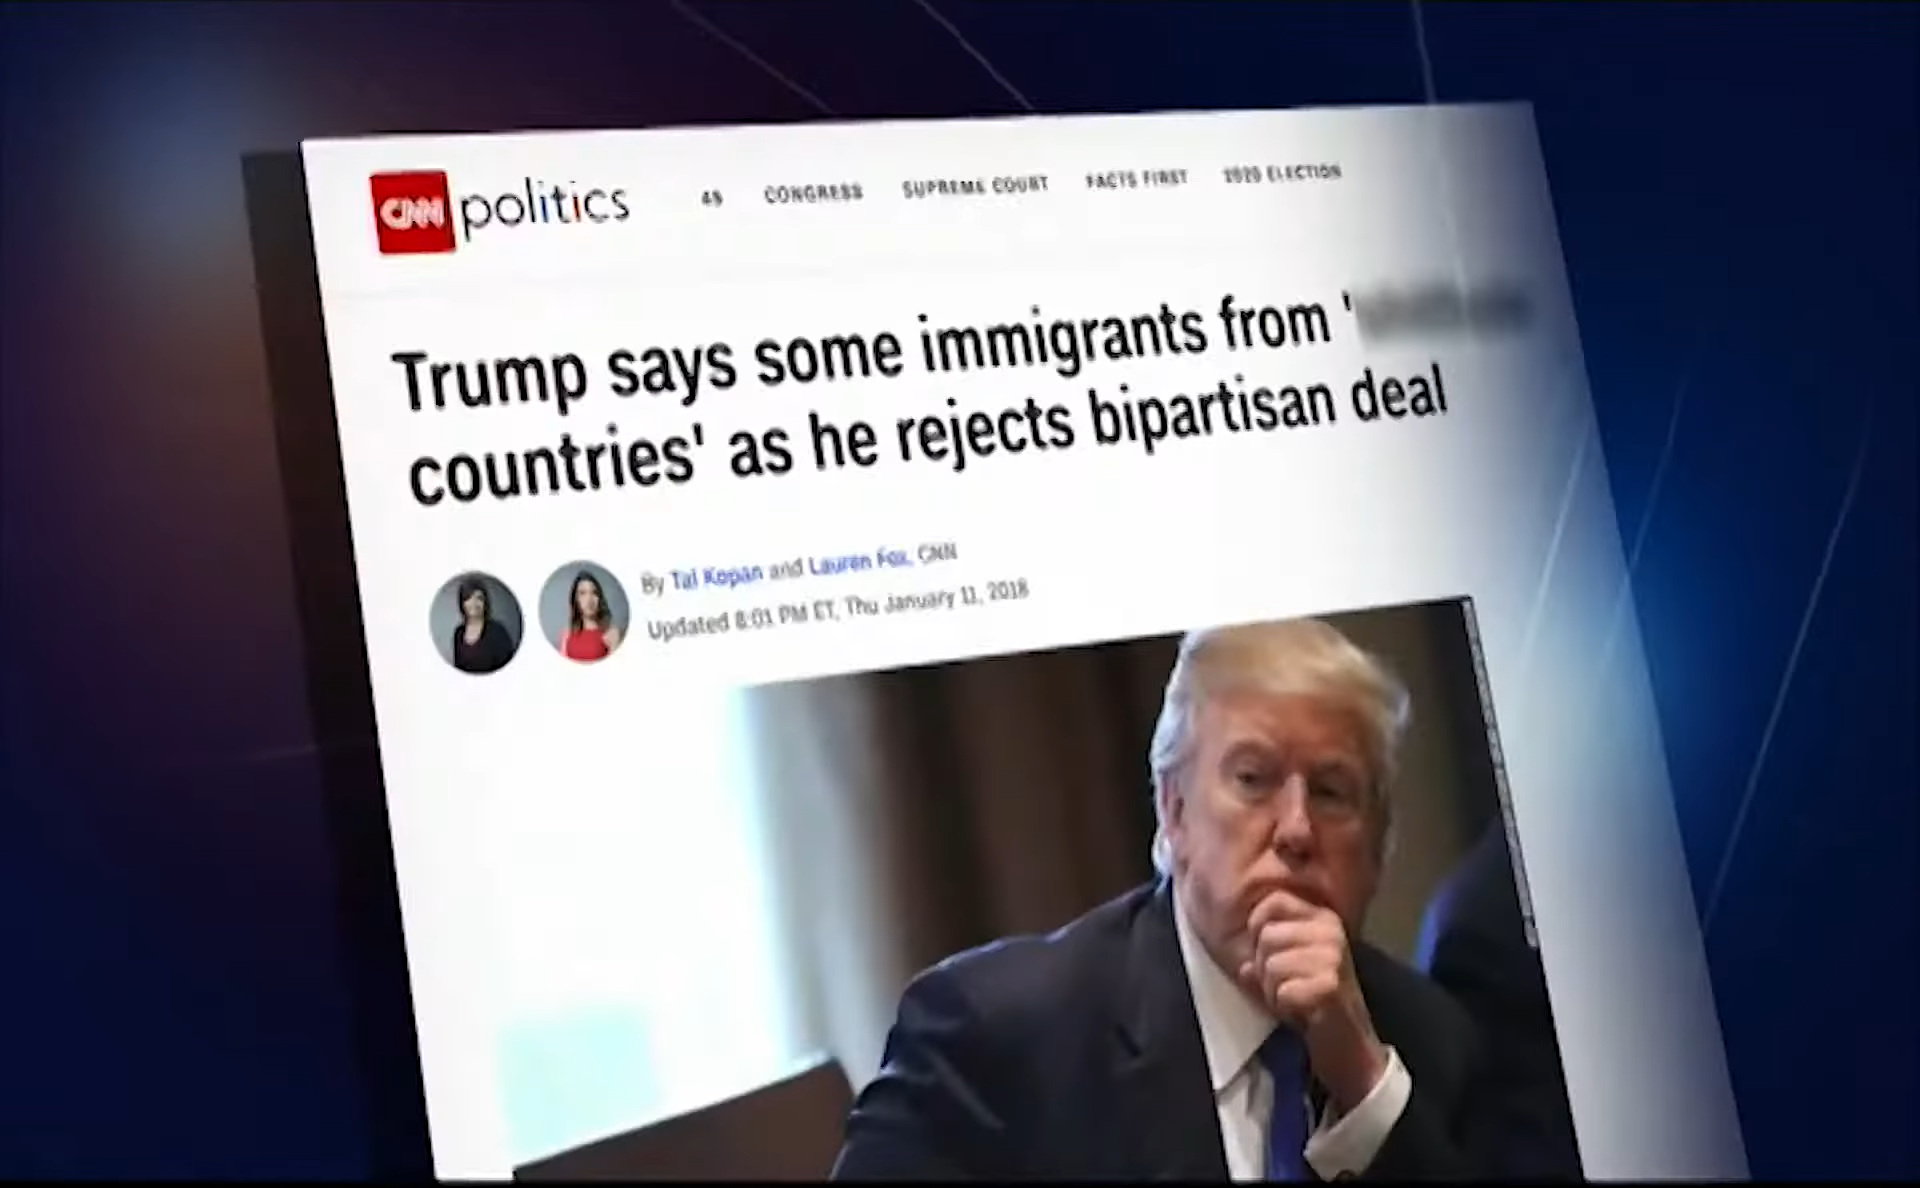 CNN politics 45 CONGRESS SUPREME COURT FACTS FIRST 2020 ELECTION
Trump says some immigrants from '
countries' as he rejects bipartisan deal
By Tal Kopan and Lauren Fox, CNN
Updated 8:01 PM ET, Thu January 11, 2018